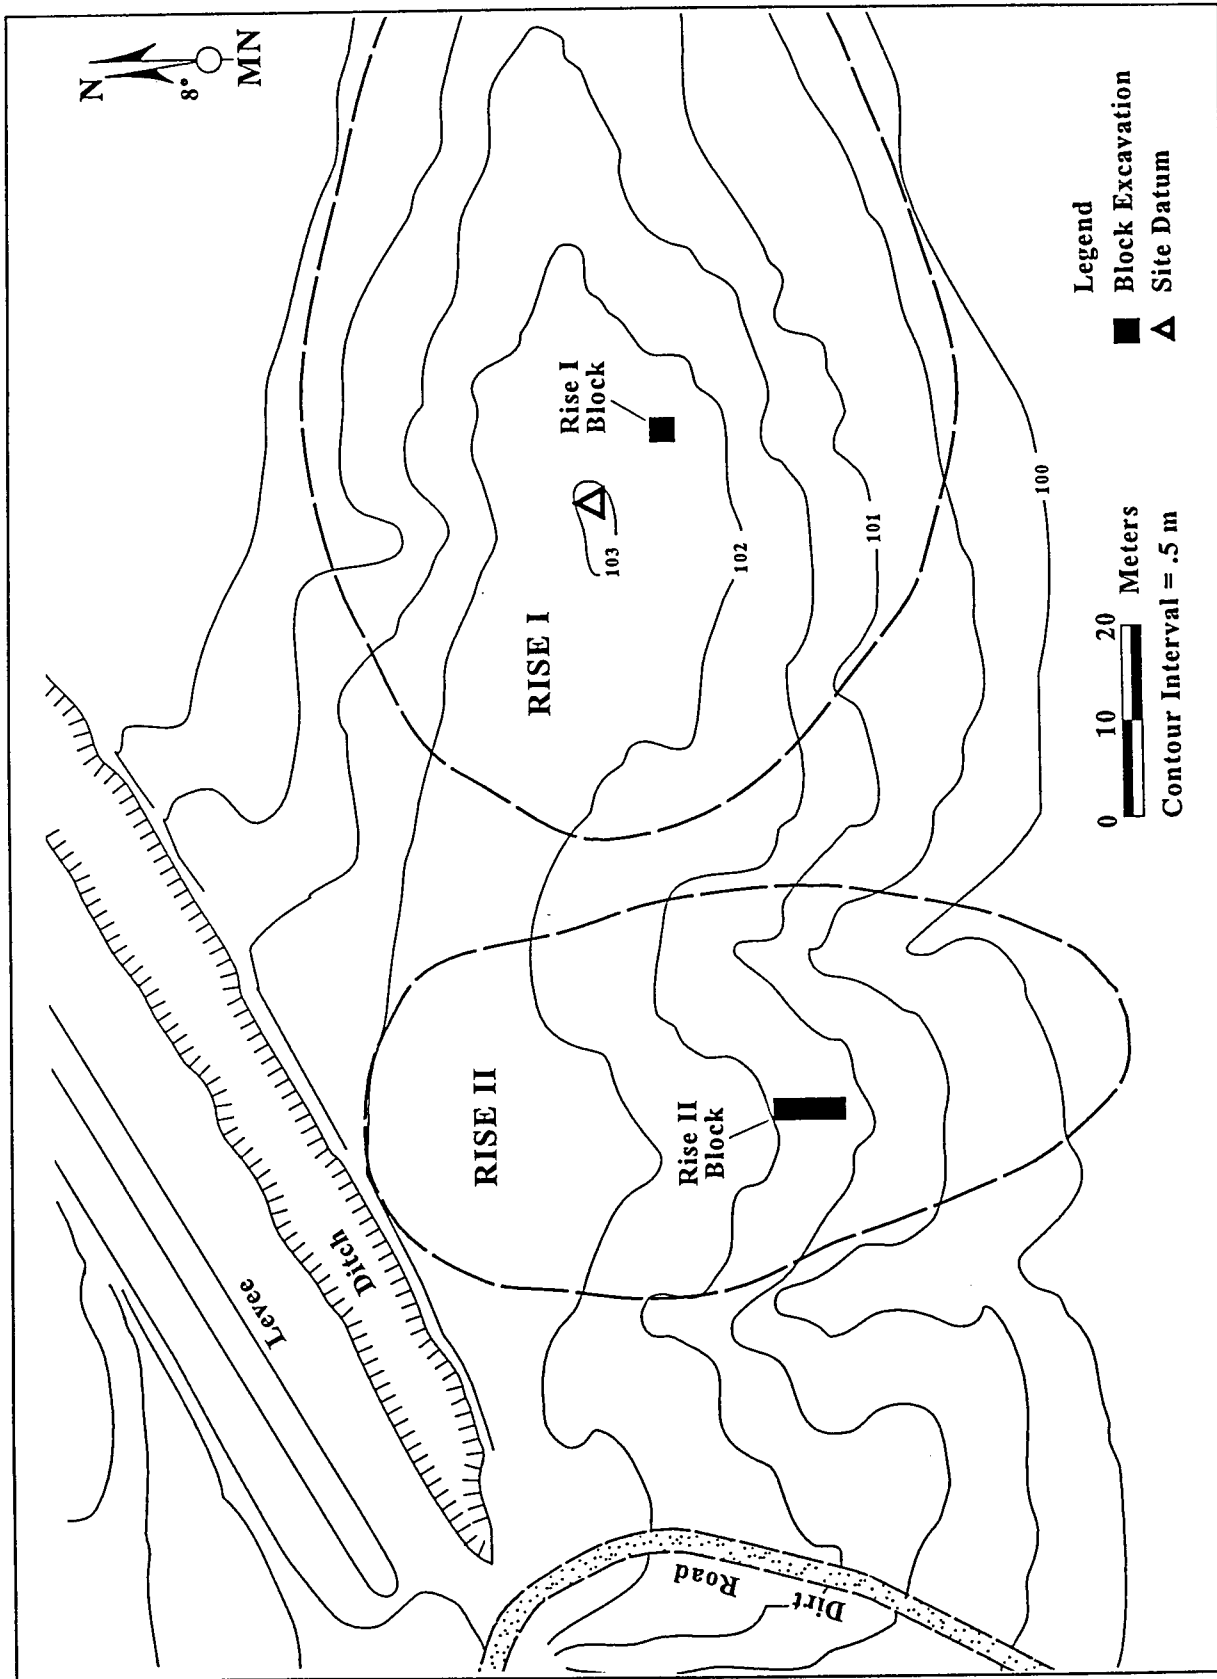 N
8°
MN
Levee
Ditch
RISE II
RISE I
Rise I
Block
103
102
Rise II
Block
101
100
Dirt
Road
0 10 20 Meters
Contour Interval = .5 m
Legend
Block Excavation
Site Datum